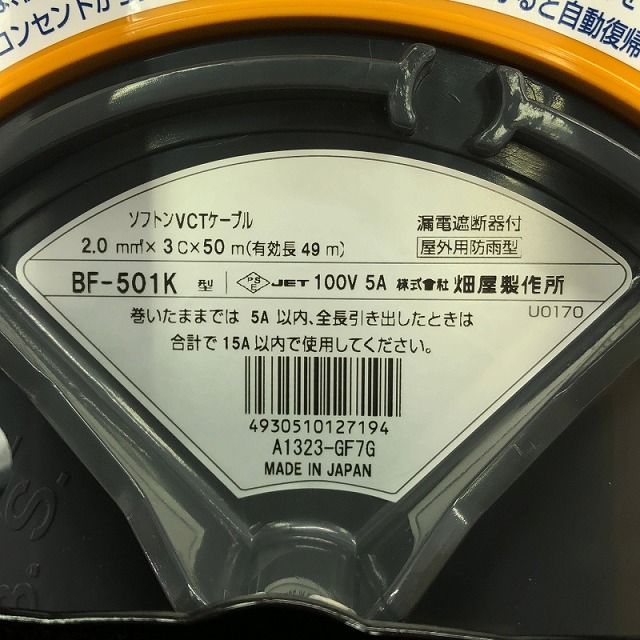 コンセントから
と自動復帰
ソフトンVCTケーブル
2.0 mm²× 3 C × 50 m(有効長 49 m)
漏電遮断器付
屋外用防雨型
BF-501K 型 PSE JET 100V 5A 株式会社 畑屋製作所
U0170
巻いたままでは 5A 以内、全長引き出したときは
合計で 15A 以内で使用してください。
4930510127194
A1323-GF7G
MADE IN JAPAN
B.S.